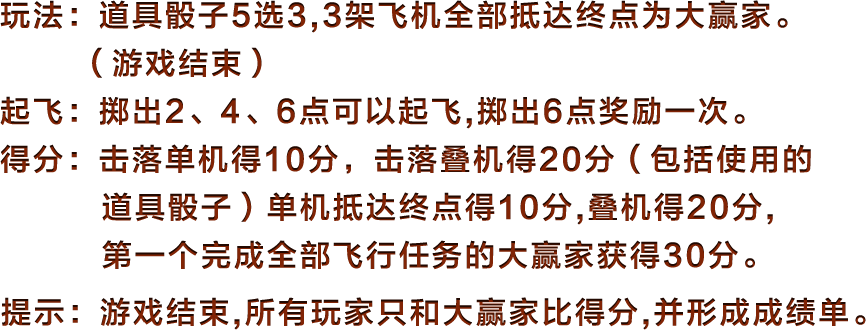 玩法：道具骰子5选3,3架飞机全部抵达终点为大赢家。
（游戏结束）
起飞：掷出2、4、6点可以起飞,掷出6点奖励一次。
得分：击落单机得10分，击落叠机得20分（包括使用的
道具骰子）单机抵达终点得10分,叠机得20分,
第一个完成全部飞行任务的大赢家获得30分。
提示：游戏结束,所有玩家只和大赢家比得分,并形成成绩单。